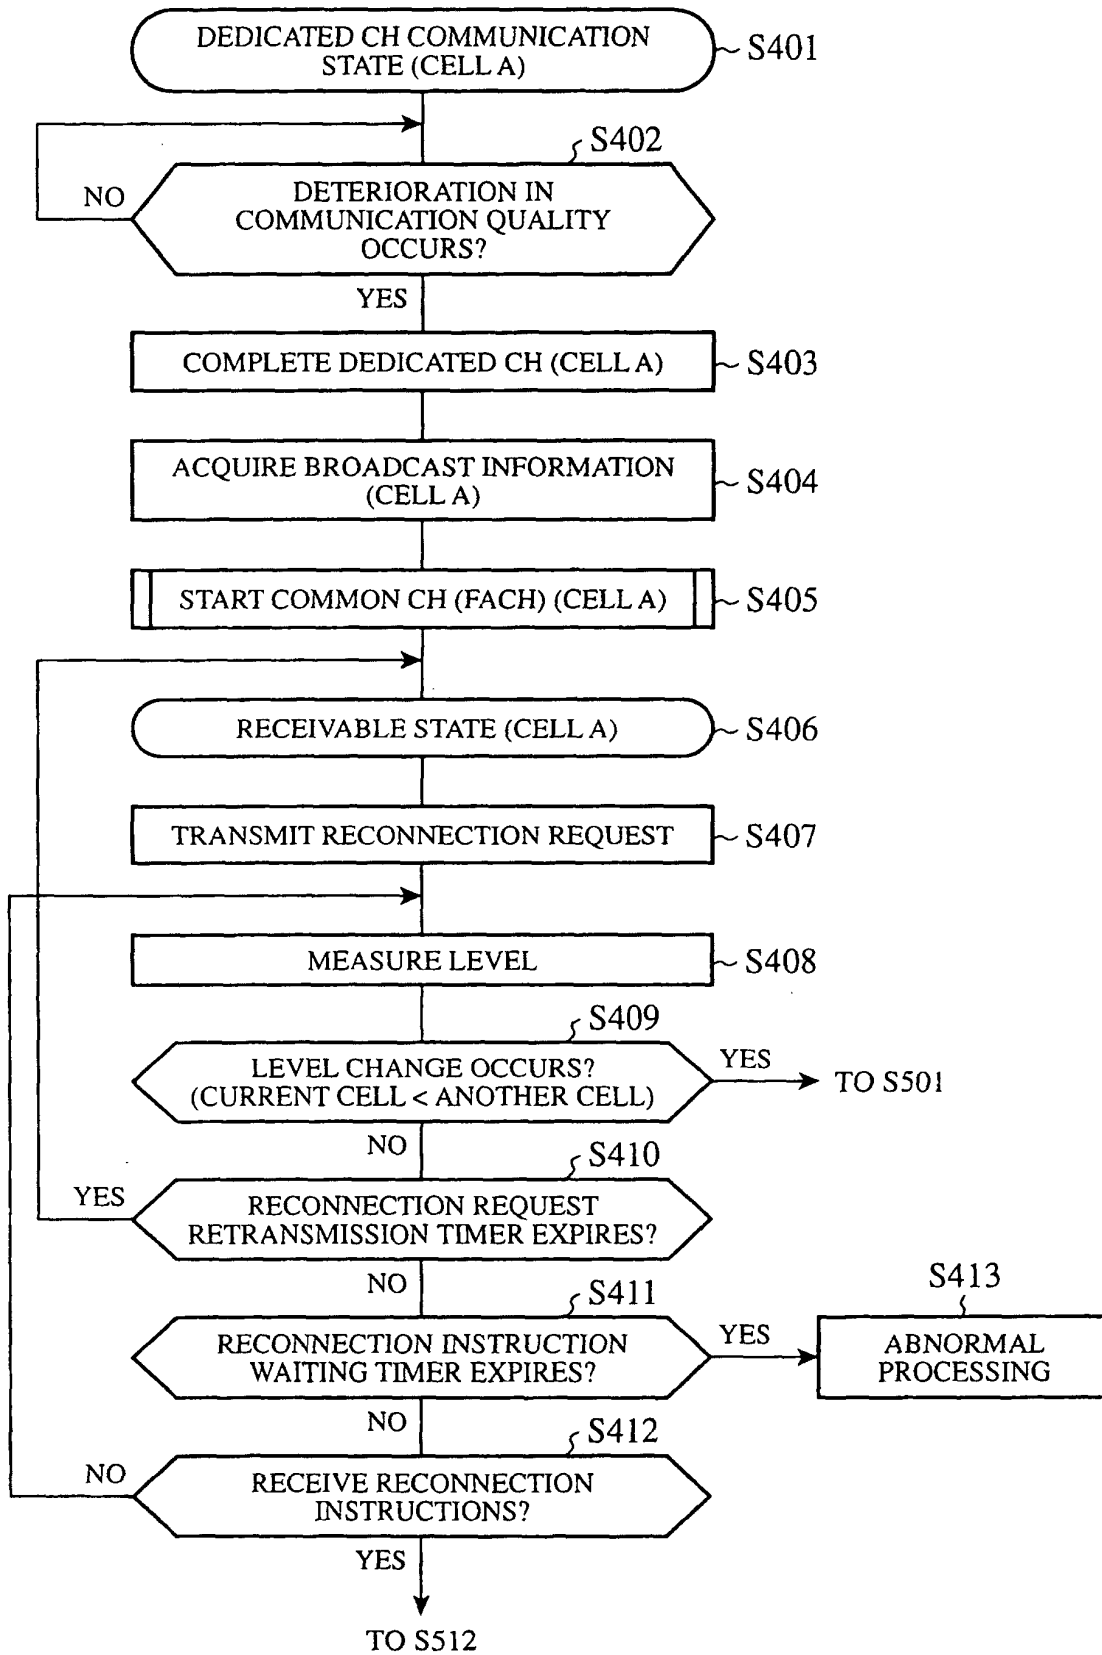 DEDICATED CH COMMUNICATION
STATE (CELL A)
S401
S402
NO
DETERIORATION IN
COMMUNICATION QUALITY
OCCURS?
YES
COMPLETE DEDICATED CH (CELL A)
S403
ACQUIRE BROADCAST INFORMATION
(CELL A)
S404
START COMMON CH (FACH) (CELL A)
S405
RECEIVABLE STATE (CELL A)
S406
TRANSMIT RECONNECTION REQUEST
S407
MEASURE LEVEL
S408
S409
LEVEL CHANGE OCCURS?
(CURRENT CELL < ANOTHER CELL)
YES
TO S501
NO
S410
YES
RECONNECTION REQUEST
RETRANSMISSION TIMER EXPIRES?
NO
S411
RECONNECTION INSTRUCTION
WAITING TIMER EXPIRES?
YES
S413
ABNORMAL
PROCESSING
NO
S412
NO
RECEIVE RECONNECTION
INSTRUCTIONS?
YES
TO S512